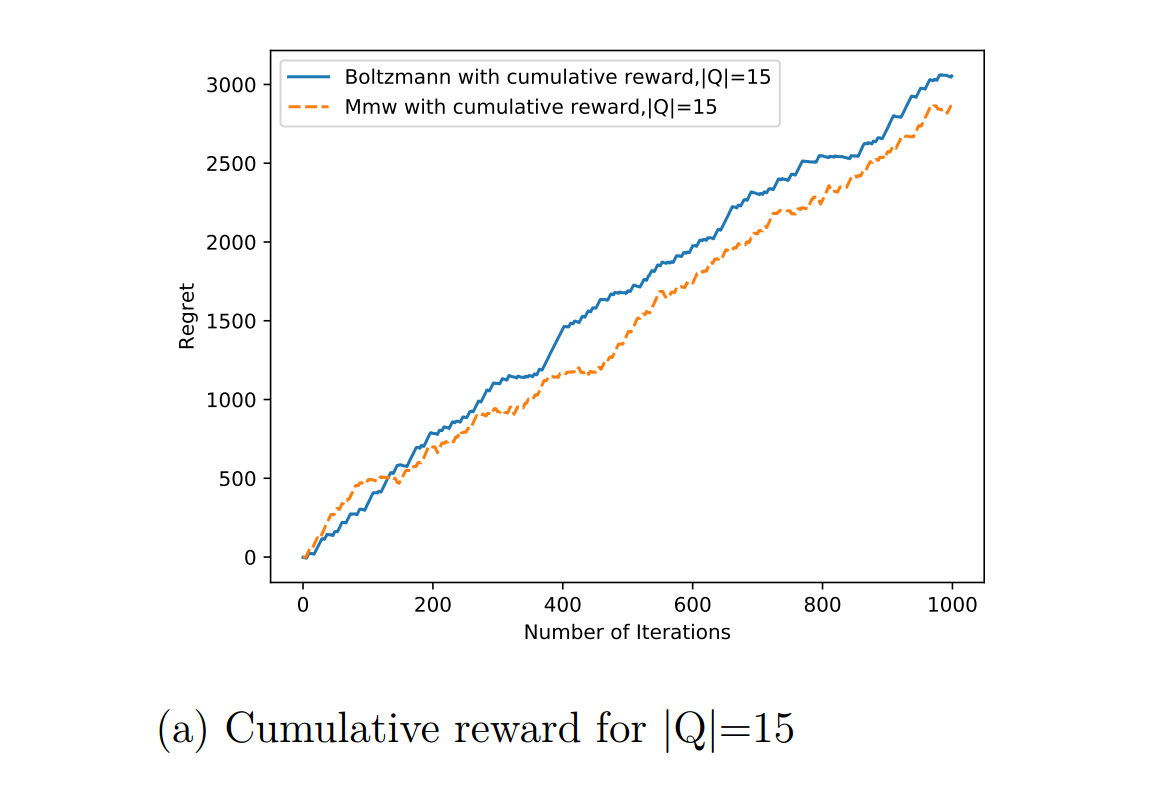 Boltzmann with cumulative reward,|Q|=15
Mmw with cumulative reward,|Q|=15
3000
2500
2000
1500
1000
500
0
Regret
0 200 400 600 800 1000
Number of Iterations
(a) Cumulative reward for |Q|=15